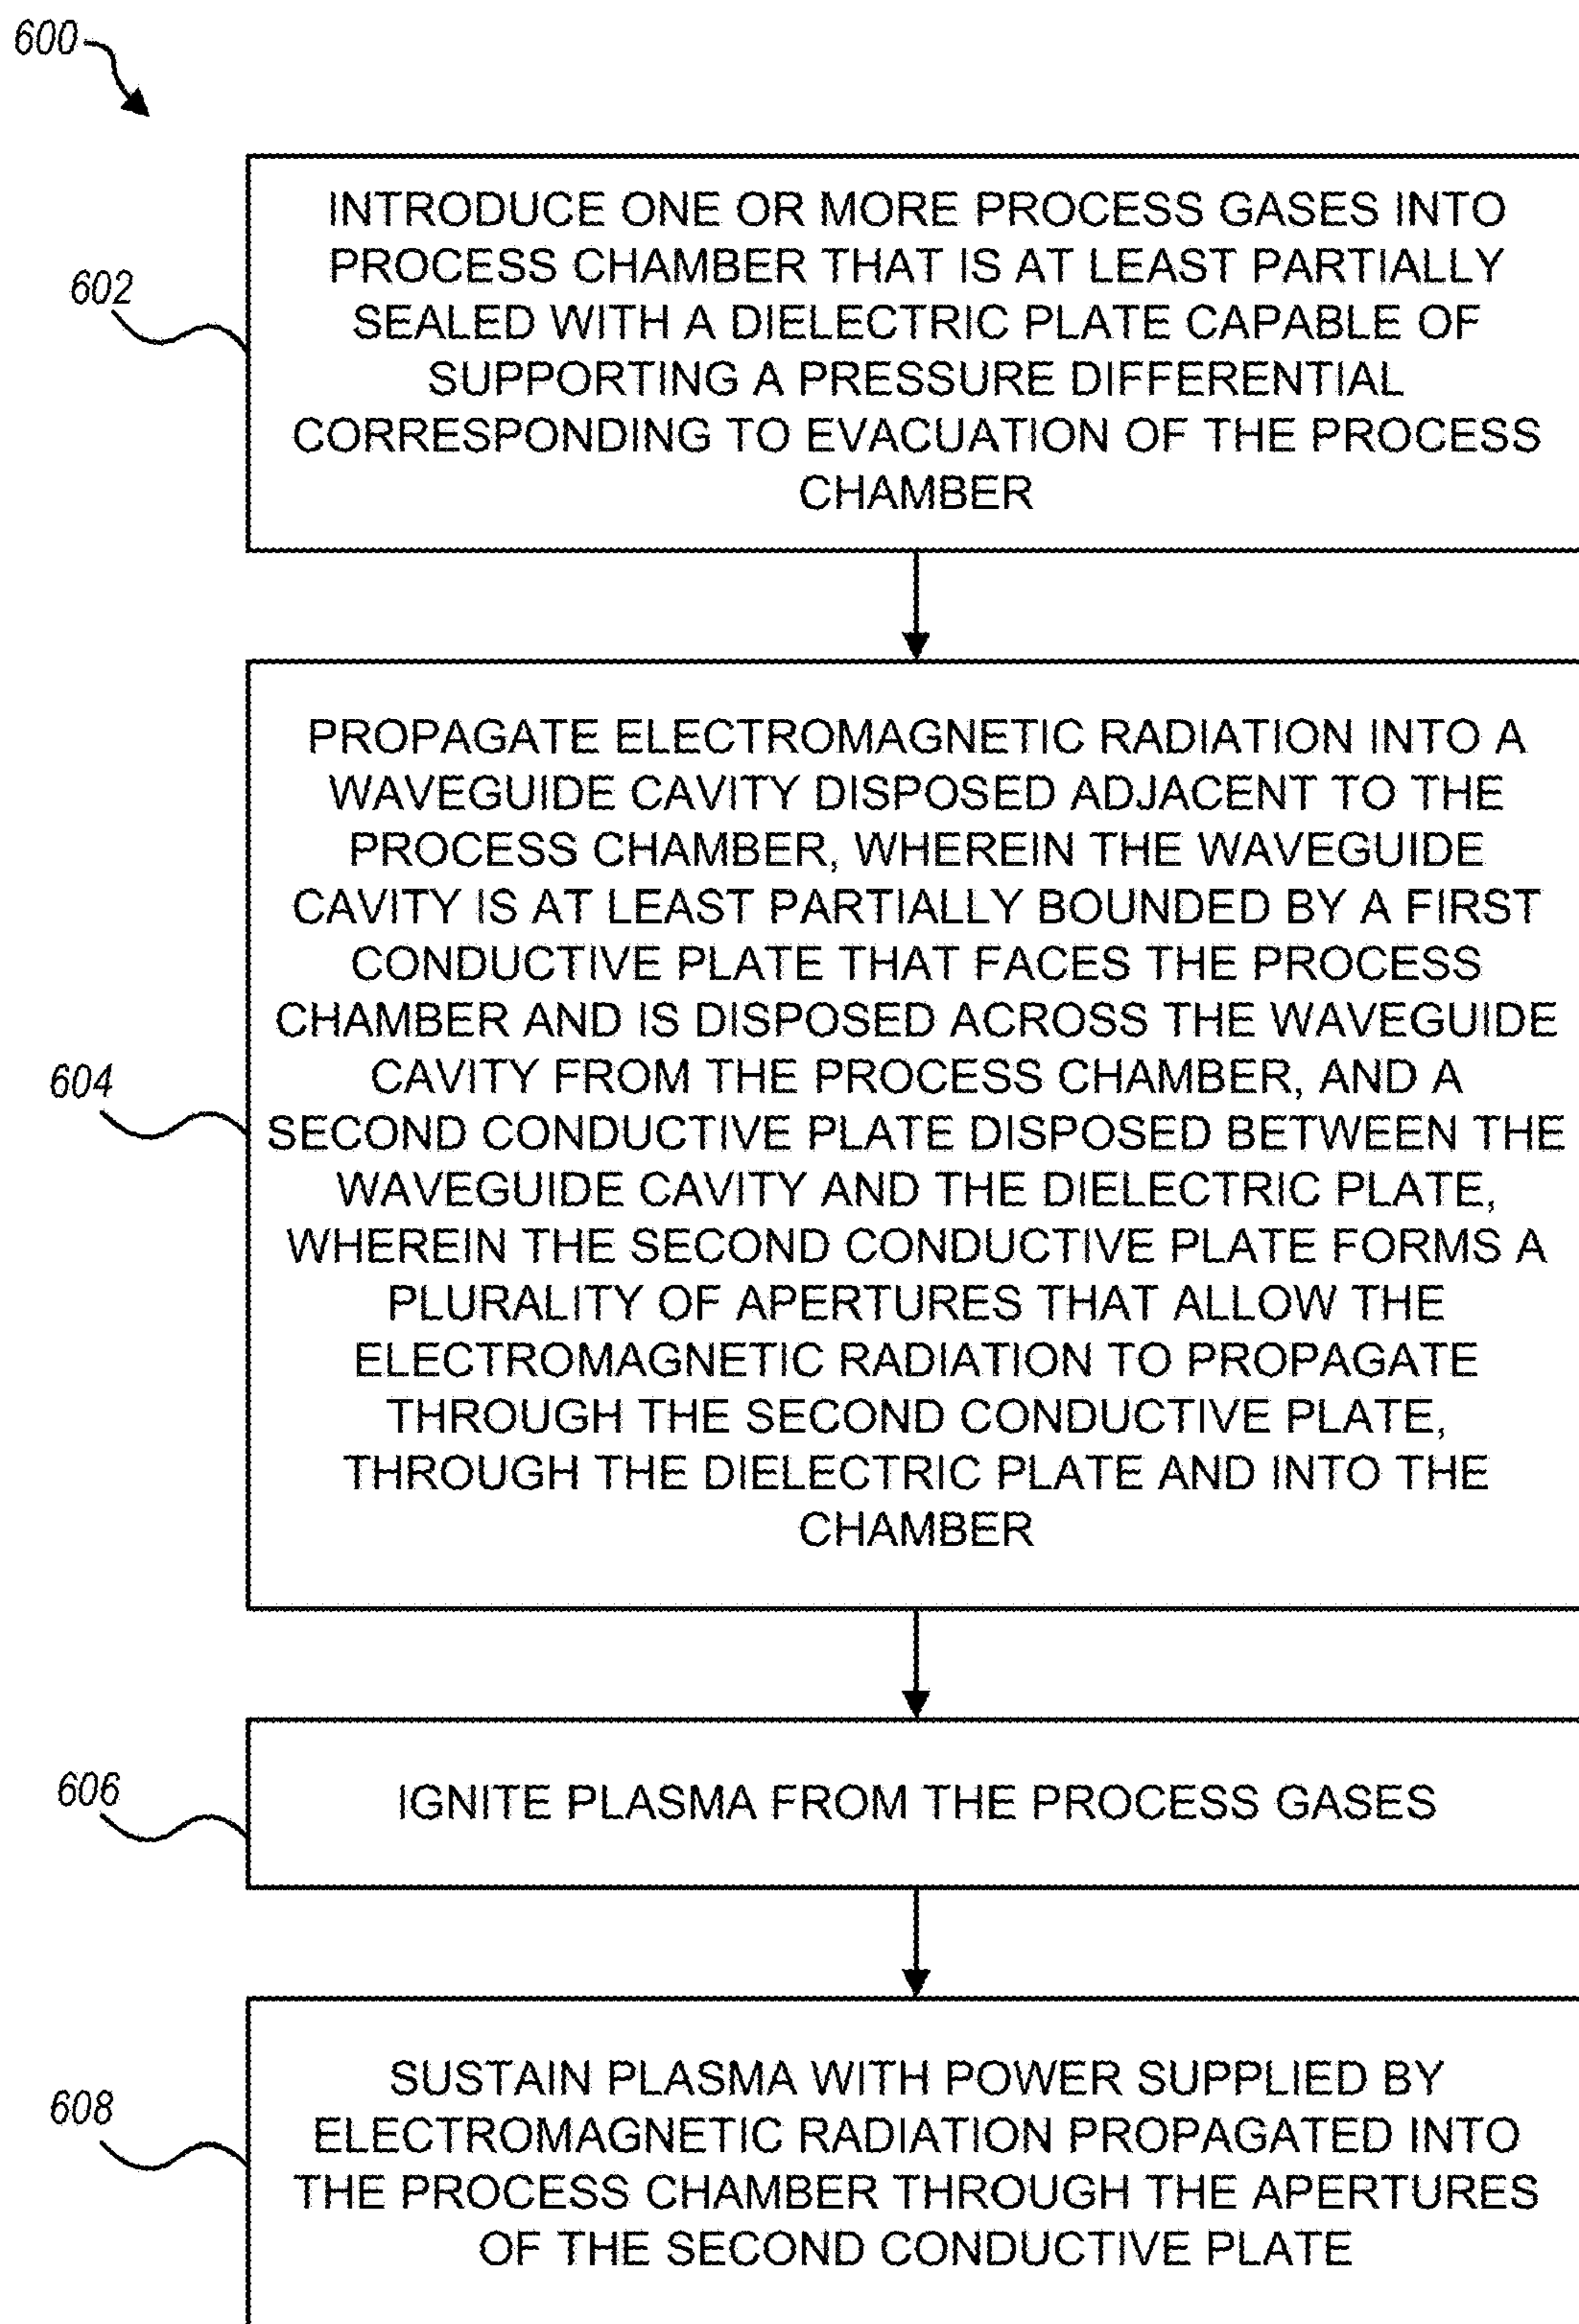 600
602
INTRODUCE ONE OR MORE PROCESS GASES INTO
PROCESS CHAMBER THAT IS AT LEAST PARTIALLY
SEALED WITH A DIELECTRIC PLATE CAPABLE OF
SUPPORTING A PRESSURE DIFFERENTIAL
CORRESPONDING TO EVACUATION OF THE PROCESS
CHAMBER
604
PROPAGATE ELECTROMAGNETIC RADIATION INTO A
WAVEGUIDE CAVITY DISPOSED ADJACENT TO THE
PROCESS CHAMBER, WHEREIN THE WAVEGUIDE
CAVITY IS AT LEAST PARTIALLY BOUNDED BY A FIRST
CONDUCTIVE PLATE THAT FACES THE PROCESS
CHAMBER AND IS DISPOSED ACROSS THE WAVEGUIDE
CAVITY FROM THE PROCESS CHAMBER, AND A
SECOND CONDUCTIVE PLATE DISPOSED BETWEEN THE
WAVEGUIDE CAVITY AND THE DIELECTRIC PLATE,
WHEREIN THE SECOND CONDUCTIVE PLATE FORMS A
PLURALITY OF APERTURES THAT ALLOW THE
ELECTROMAGNETIC RADIATION TO PROPAGATE
THROUGH THE SECOND CONDUCTIVE PLATE,
THROUGH THE DIELECTRIC PLATE AND INTO THE
CHAMBER
606
IGNITE PLASMA FROM THE PROCESS GASES
608
SUSTAIN PLASMA WITH POWER SUPPLIED BY
ELECTROMAGNETIC RADIATION PROPAGATED INTO
THE PROCESS CHAMBER THROUGH THE APERTURES
OF THE SECOND CONDUCTIVE PLATE